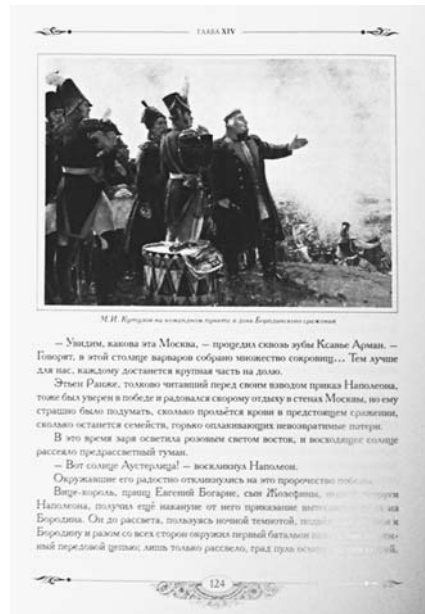 ГЛАВА XIV
М.И. Кутузов на командном пункте в день Бородинского сражения
— Увидим, какова эта Москва, — процедил сквозь зубы Ксавье Арман. —
Говорят, в этой столице варваров собрано множество сокровищ... Тем лучше
для нас, каждому достанется крупная часть на долю.
Этьен Ранже, толково читавший перед своим взводом приказ Наполеона,
тоже был уверен в победе и радовался скорому отдыху в стенах Москвы, но ему
страшно было подумать, сколько прольётся крови в предстоящем сражении,
сколько останется семейств, горько оплакивающих невозвратимые потери.
В это время заря осветила розовым светом восток, и восходящее солнце
рассеяло предрассветный туман.
— Вот солнце Аустерлица! — воскликнул Наполеон.
Окружавшие его радостно откликнулись на это пророчество
Вице-король, принц Евгений Богарне, сын Жозефины,
Наполеона, получил ещё накануне от него приказание
Бородина. Он до рассвета, пользуясь ночной темнотой,
Бородину и разом со всех сторон окружил первый батальон
ный передовой цепью; лишь только рассвело, град пуль
124